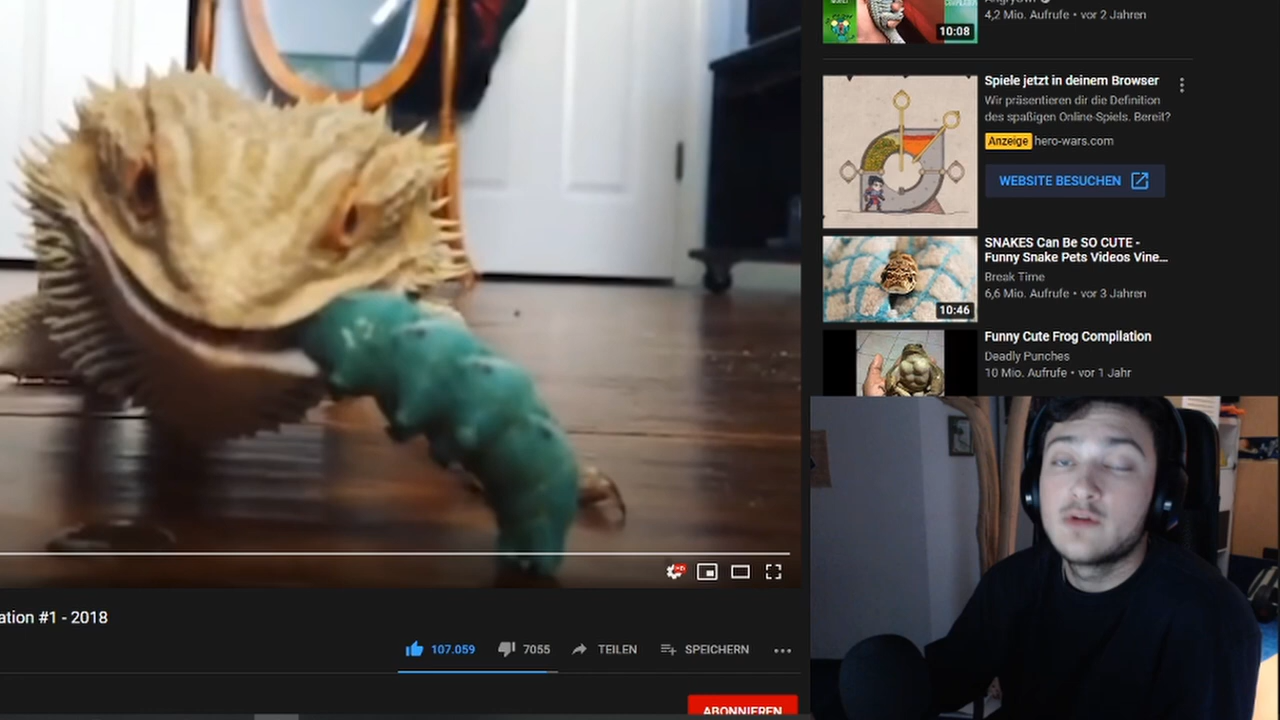 4,2 Mio. Aufrufe • vor 2 Jahren
10:08
Spiele jetzt in deinem Browser
Wir präsentieren dir die Definition
des spaßigen Online-Spiels. Bereit?
Anzeige hero-wars.com
WEBSITE BESUCHEN
SNAKES Can Be SO CUTE -
Funny Snake Pets Videos Vine...
Break Time
6,6 Mio. Aufrufe • vor 3 Jahren
10:46
Funny Cute Frog Compilation
Deadly Punches
10 Mio. Aufrufe • vor 1 Jahr
ation #1 - 2018
107.059 7055 TEILEN SPEICHERN
ABONNIEREN